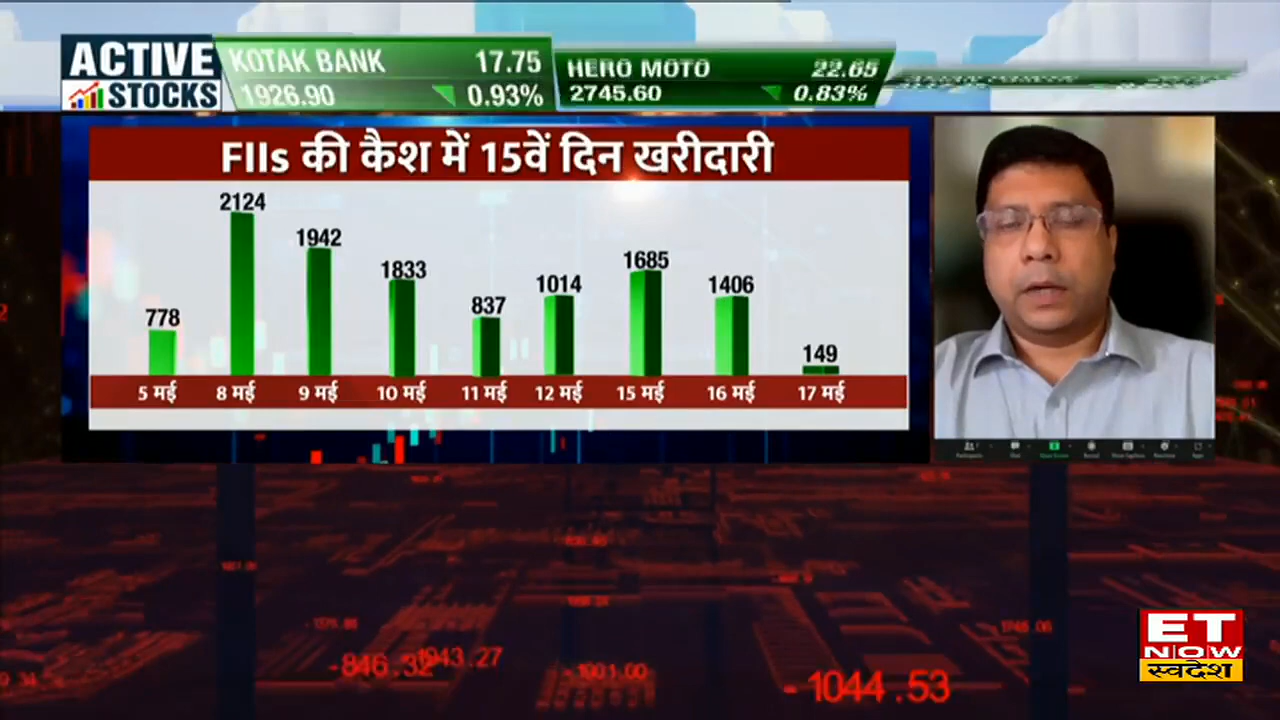 ACTIVE
STOCKS
KOTAK BANK 17.75
1926.90 0.93%
HERO MOTO 22.65
2745.60 0.83%
FIIs की कैश में 15वें दिन खरीदारी
778
2124
1942
1833
837
1014
1685
1406
149
5 मई
8 मई
9 मई
10 मई
11 मई
12 मई
15 मई
16 मई
17 मई
-846.32
1943.27
-1001.00
-1044.53
ET
NOW
स्वदेश